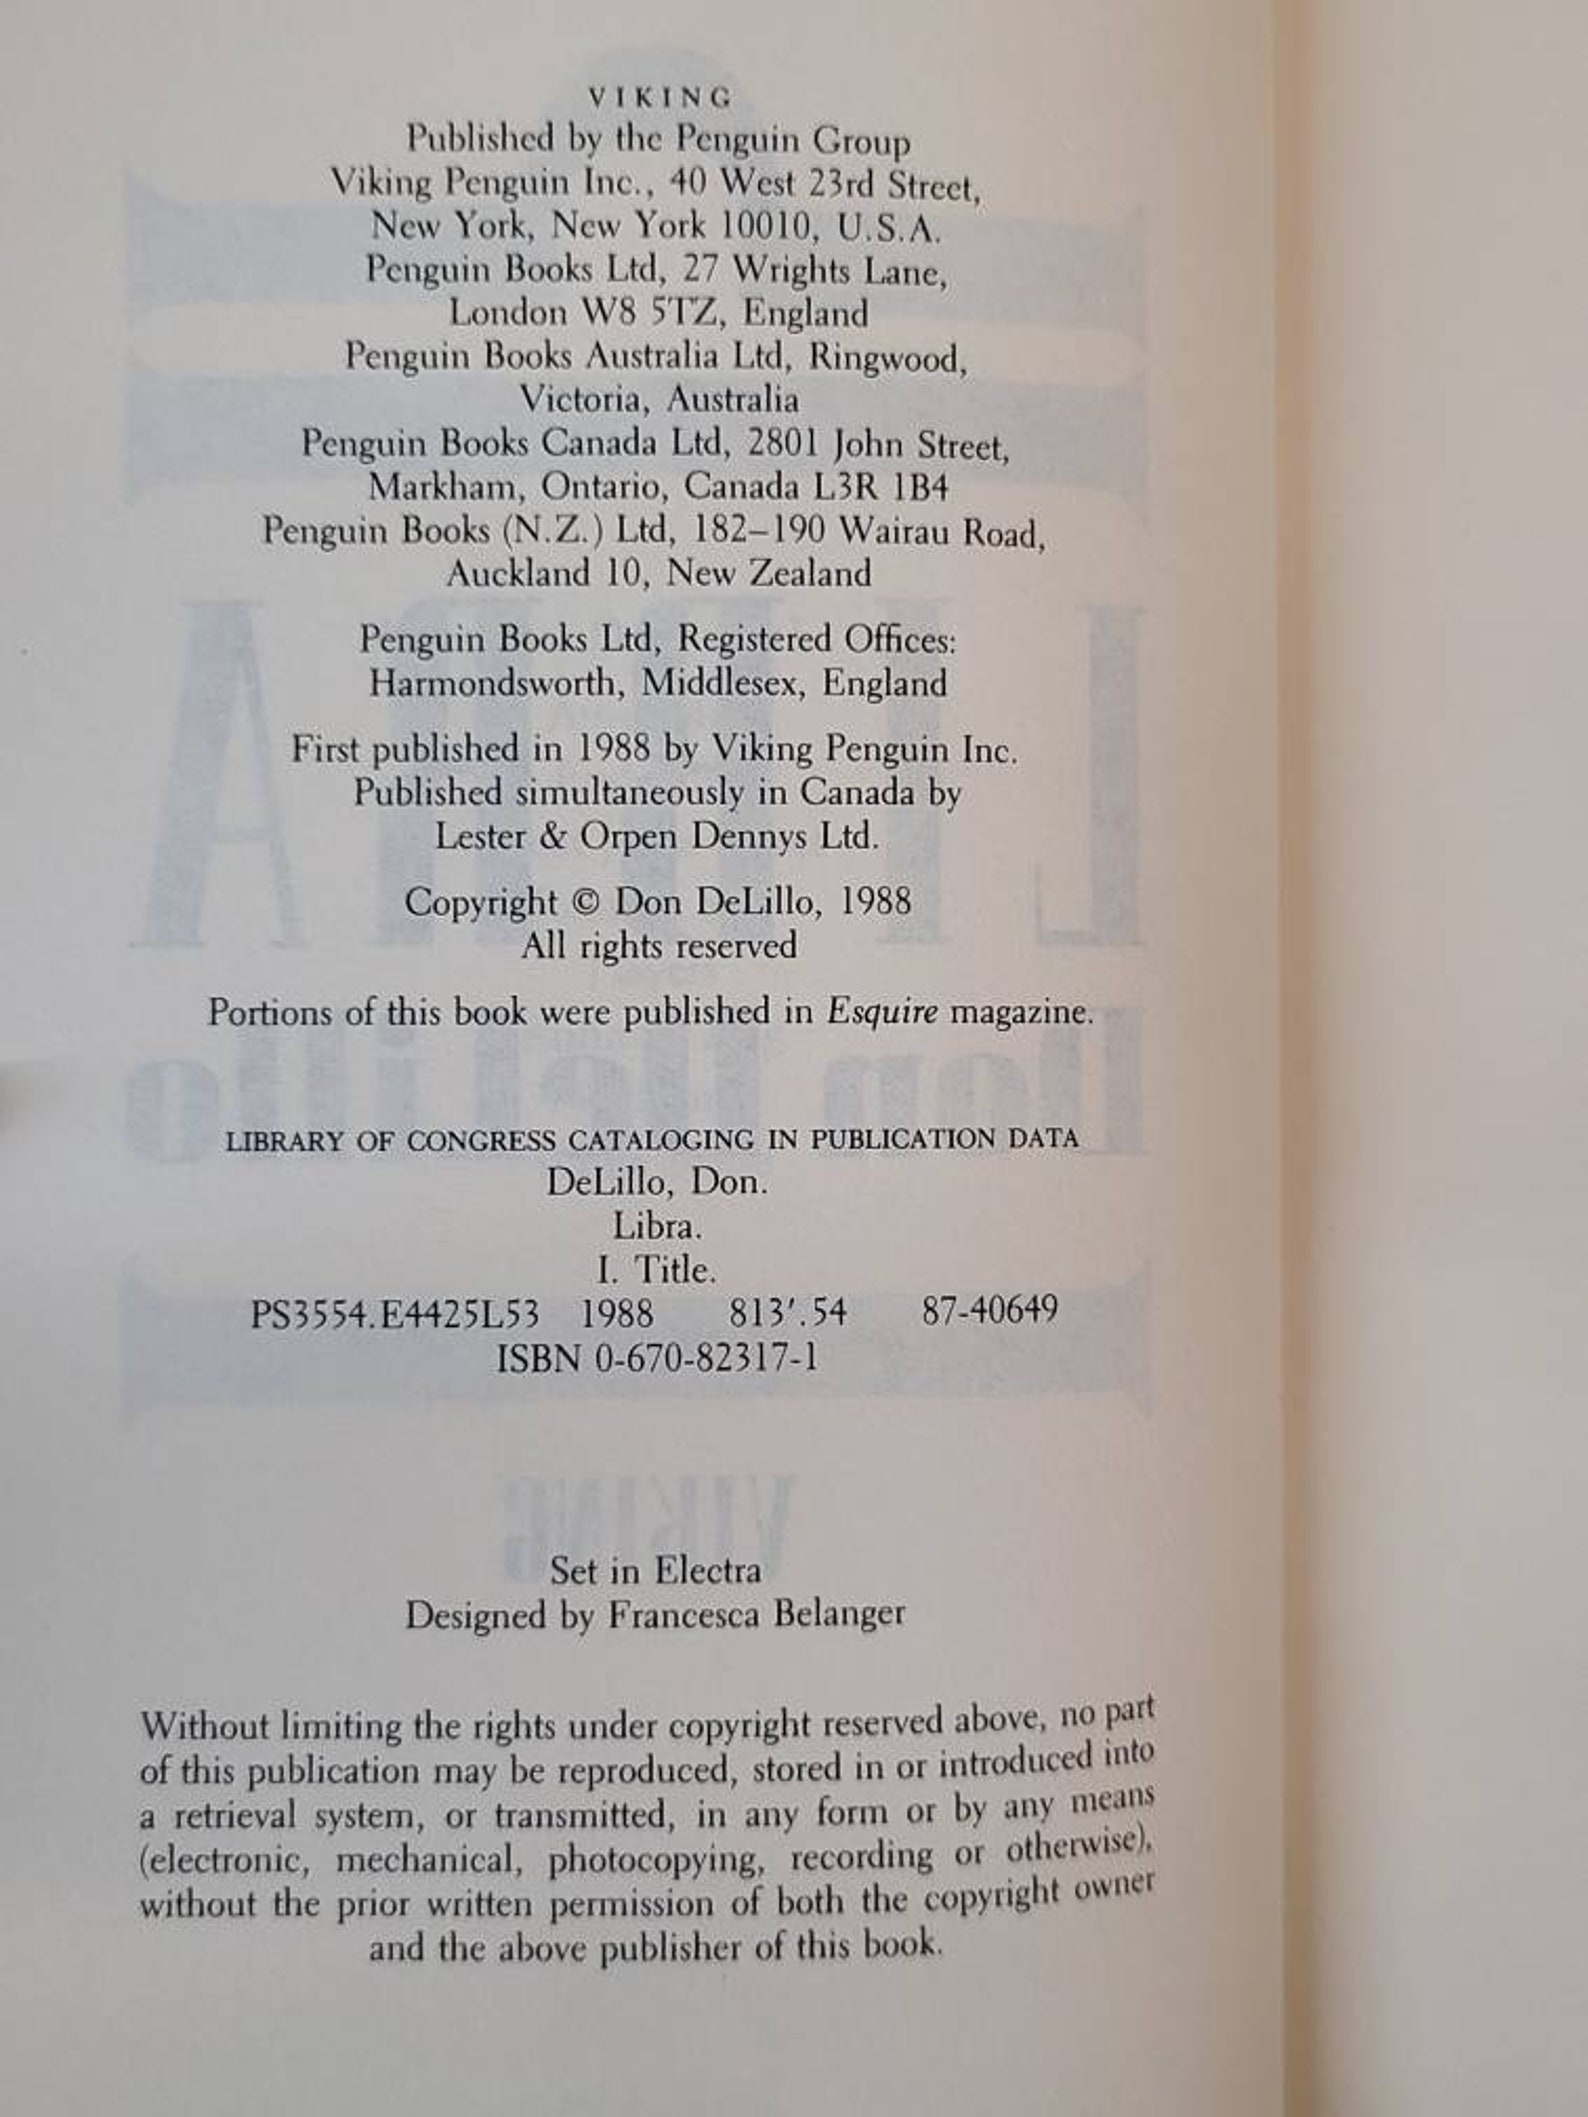 VIKING
Published by the Penguin Group
Viking Penguin Inc., 40 West 23rd Street,
New York, New York 10010, U.S.A.
Penguin Books Ltd, 27 Wrights Lane,
London W8 5TZ, England
Penguin Books Australia Ltd, Ringwood,
Victoria, Australia
Penguin Books Canada Ltd, 2801 John Street,
Markham, Ontario, Canada L3R 1B4
Penguin Books (N.Z.) Ltd, 182–190 Wairau Road,
Auckland 10, New Zealand
Penguin Books Ltd, Registered Offices:
Harmondsworth, Middlesex, England
First published in 1988 by Viking Penguin Inc.
Published simultaneously in Canada by
Lester & Orpen Dennys Ltd.
Copyright © Don DeLillo, 1988
All rights reserved
Portions of this book were published in Esquire magazine.
LIBRARY OF CONGRESS CATALOGING IN PUBLICATION DATA
DeLillo, Don.
Libra.
I. Title.
PS3554.E4425L53 1988 813'.54 87-40649
ISBN 0-670-82317-1
Set in Electra
Designed by Francesca Belanger
Without limiting the rights under copyright reserved above, no part
of this publication may be reproduced, stored in or introduced into
a retrieval system, or transmitted, in any form or by any means
(electronic, mechanical, photocopying, recording or otherwise),
without the prior written permission of both the copyright owner
and the above publisher of this book.
LIBRA
Don DeLillo
VIKING